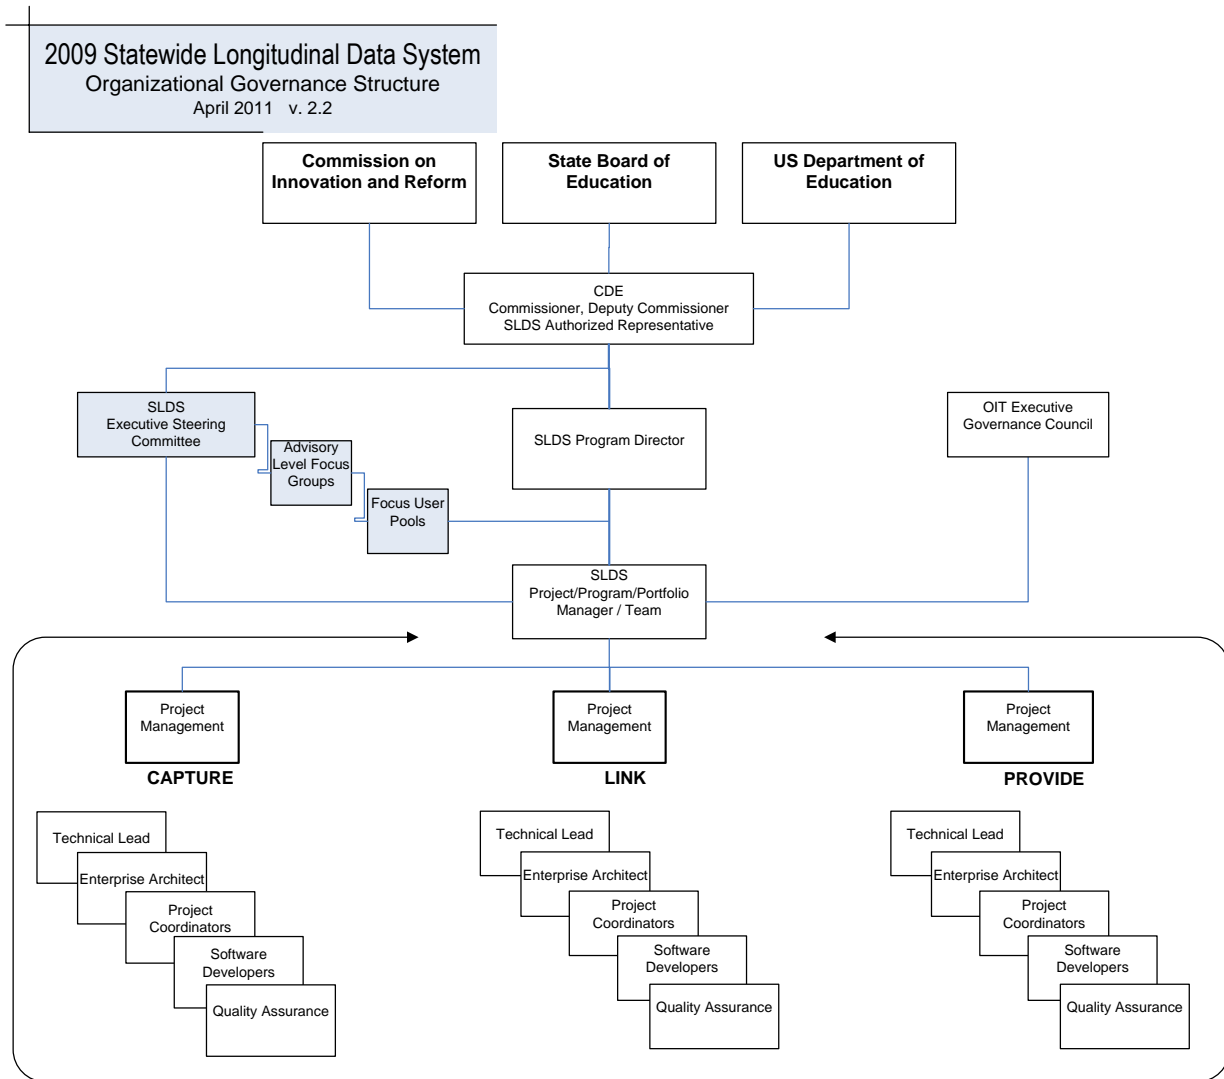 2009 Statewide Longitudinal Data System
Organizational Governance Structure
April 2011 v. 2.2
Commission on
Innovation and Reform
State Board of
Education
US Department of
Education
CDE
Commissioner, Deputy Commissioner
SLDS Authorized Representative
SLDS
Executive Steering
Committee
Advisory
Level Focus
Groups
Focus User
Pools
SLDS Program Director
OIT Executive
Governance Council
SLDS
Project/Program/Portfolio
Manager / Team
Project
Management
CAPTURE
Project
Management
LINK
Project
Management
PROVIDE
Technical Lead
Enterprise Architect
Project
Coordinators
Software
Developers
Quality Assurance
Technical Lead
Enterprise Architect
Project
Coordinators
Software
Developers
Quality Assurance
Technical Lead
Enterprise Architect
Project
Coordinators
Software
Developers
Quality Assurance